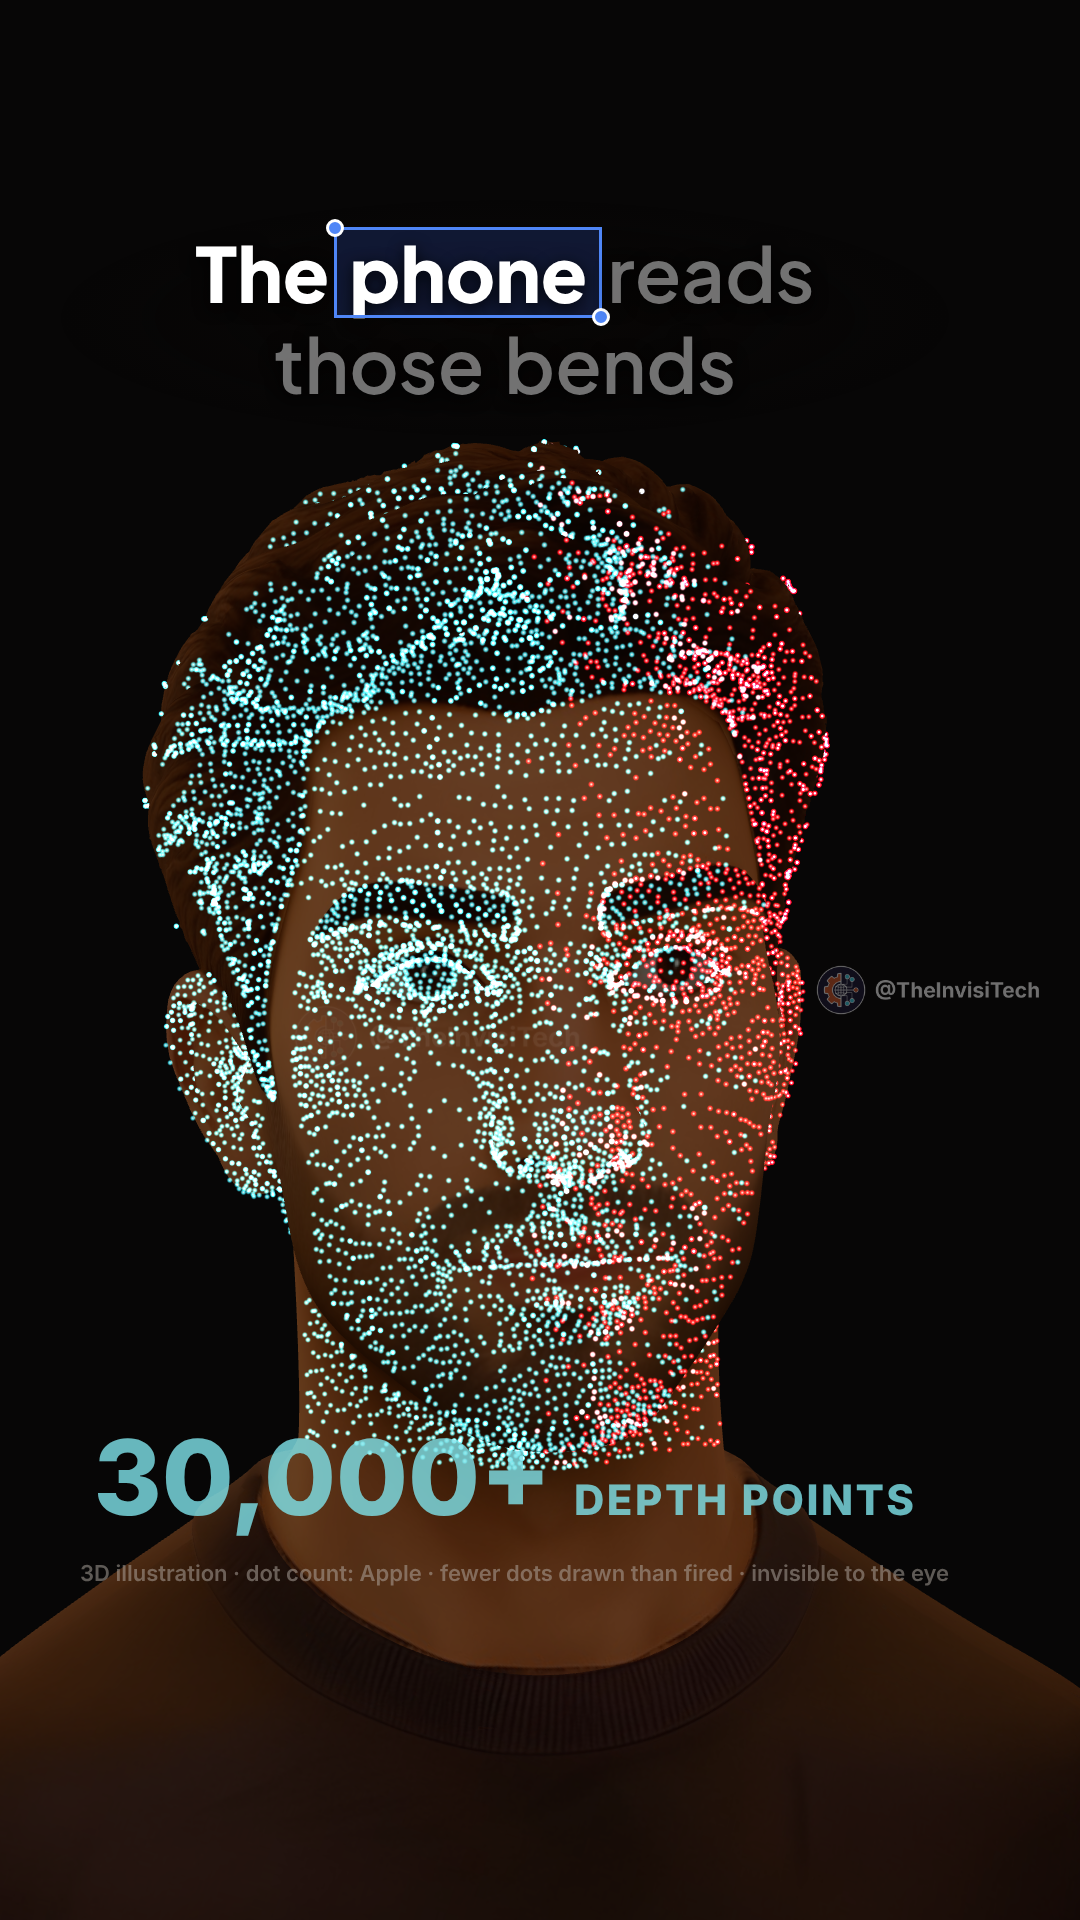 The phone reads
those bends
@TheInvisiTech
@TheInvisiTech
30,000+ DEPTH POINTS
3D illustration · dot count: Apple · fewer dots drawn than fired · invisible to the eye